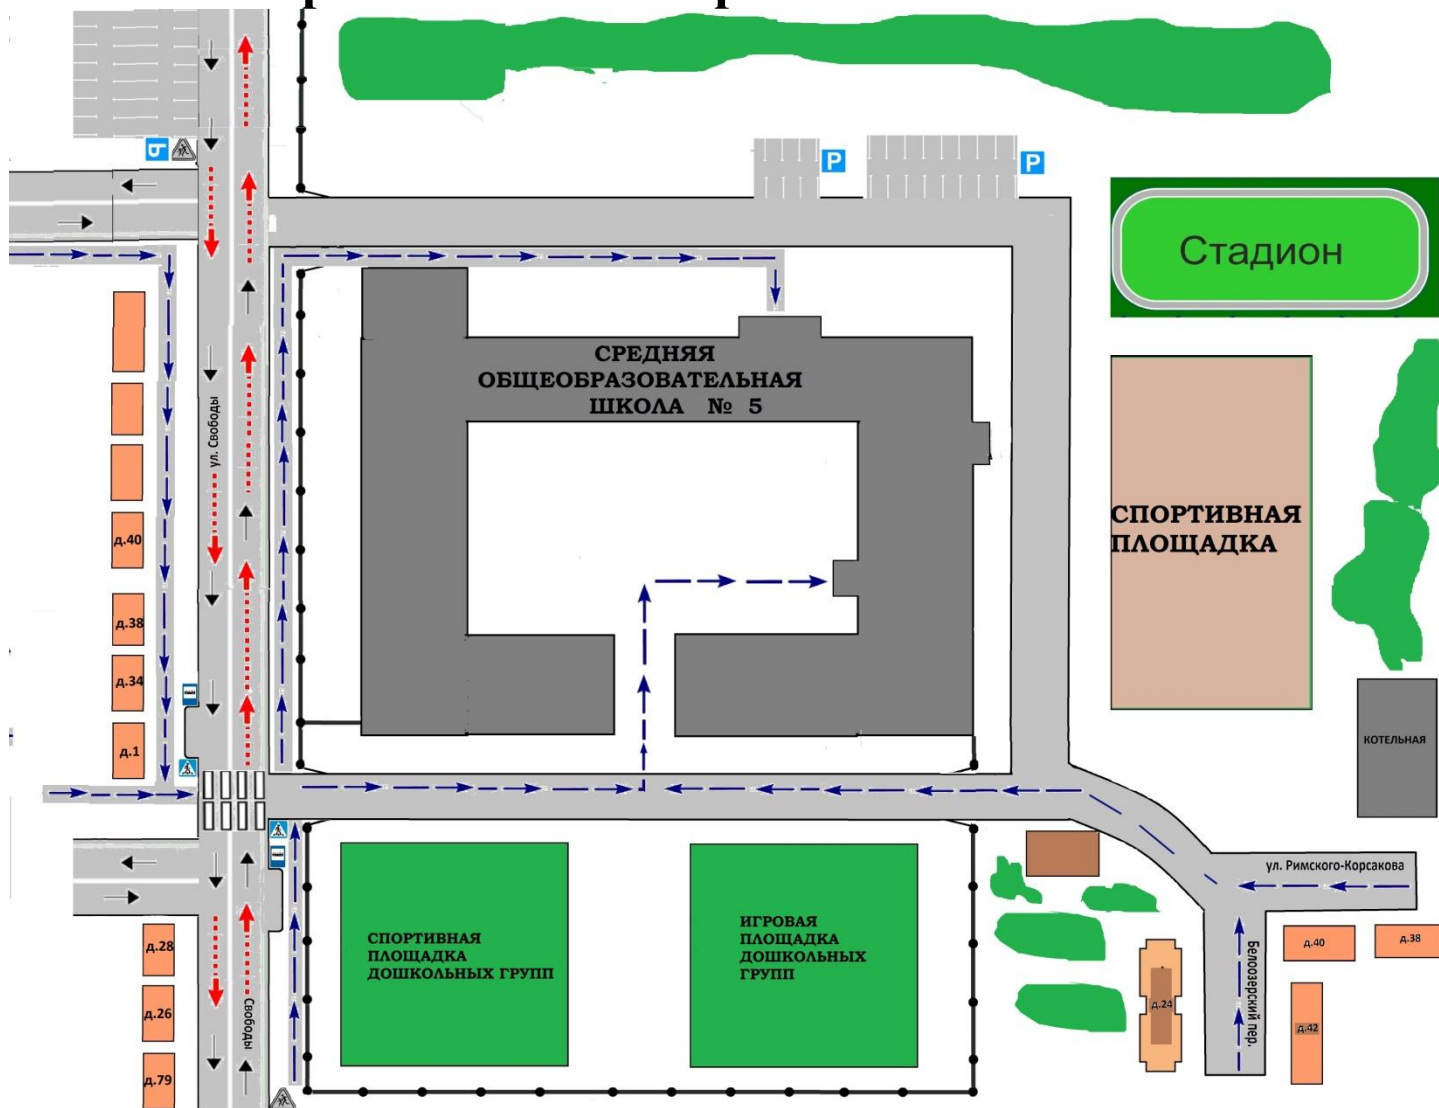 Р
Р
Р
Стадион
СРЕДНЯЯ
ОБЩЕОБРАЗОВАТЕЛЬНАЯ
ШКОЛА № 5
ул. Свободы
СПОРТИВНАЯ
ПЛОЩАДКА
д.40
д.38
д.34
д.1
КОТЕЛЬНАЯ
ул. Римского-Корсакова
СПОРТИВНАЯ
ПЛОЩАДКА
ДОШКОЛЬНЫХ ГРУПП
ИГРОВАЯ
ПЛОЩАДКА
ДОШКОЛЬНЫХ
ГРУПП
д.28
д.26
д.79
Свободы
Белоозерский пер.
д.24
д.40
д.38
д.42